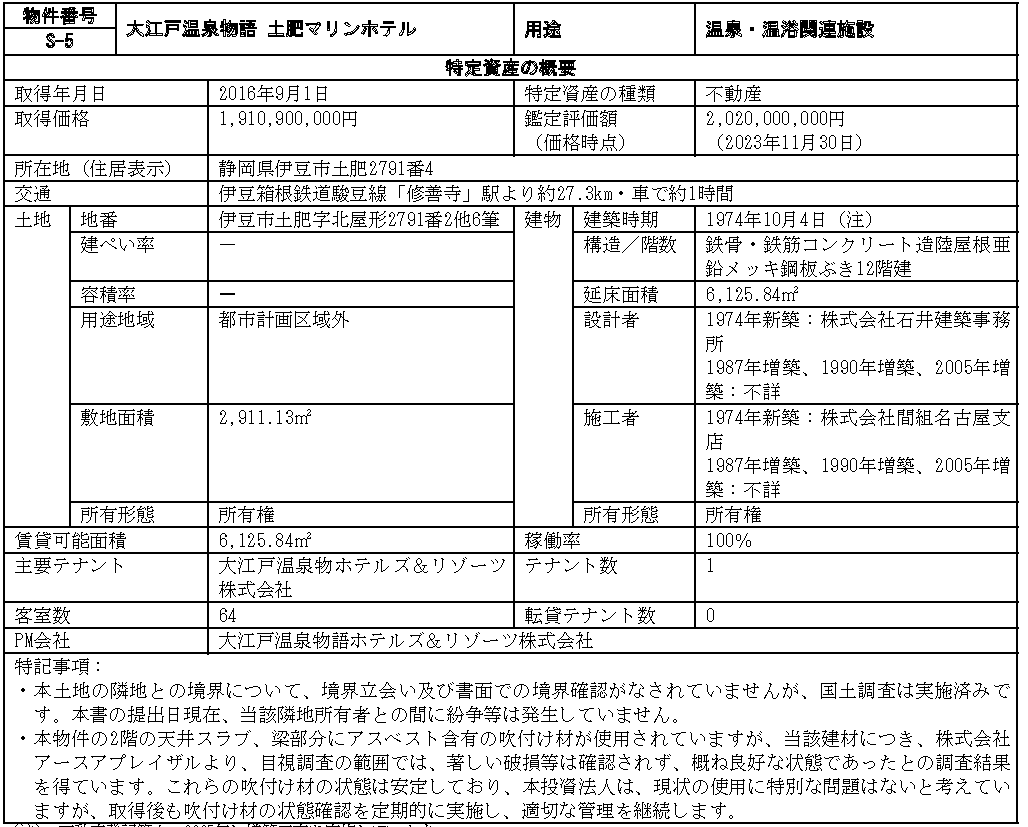 物件番号
S-5
大江戸温泉物語 土肥マリンホテル
用途
温泉・温浴関連施設
特定資産の概要
取得年月日 2016年9月1日 特定資産の種類 不動産
取得価格 1,910,900,000円 鑑定評価額 2,020,000,000円
（価格時点） （2023年11月30日）
所在地（住居表示） 静岡県伊豆市土肥2791番4
交通 伊豆箱根鉄道駿豆線「修善寺」駅より約27.3km・車で約1時間
土地 地番 伊豆市土肥字北屋形2791番2他6筆 建物 建築時期 1974年10月4日（注）
建ぺい率 － 構造／階数 鉄骨・鉄筋コンクリート造陸屋根亜
鉛メッキ鋼板ぶき12階建
容積率 － 延床面積 6,125.84㎡
用途地域 都市計画区域外 設計者 1974年新築：株式会社石井建築事務
所
1987年増築、1990年増築、2005年増
築：不詳
敷地面積 2,911.13㎡ 施工者 1974年新築：株式会社間組名古屋支
店
1987年増築、1990年増築、2005年増
築：不詳
所有形態 所有権 所有形態 所有権
賃貸可能面積 6,125.84㎡ 稼働率 100%
主要テナント 大江戸温泉物ホテルズ＆リゾーツ テナント数 1
株式会社
客室数 64 転貸テナント数 0
PM会社 大江戸温泉物語ホテルズ＆リゾーツ株式会社
特記事項：
・本土地の隣地との境界について、境界立会い及び書面での境界確認がなされていませんが、国土調査は実施済みで
す。本書の提出日現在、当該隣地所有者との間に紛争等は発生していません。
・本物件の2階の天井スラブ、梁部分にアスベスト含有の吹付け材が使用されていますが、当該建材につき、株式会社
アースアプレイザルより、目視調査の範囲では、著しい破損等は確認されず、概ね良好な状態であったとの調査結果
を得ています。これらの吹付け材の状態は安定しており、本投資法人は、現状の使用に特別な問題はないと考えてい
ますが、取得後も吹付け材の状態確認を定期的に実施し、適切な管理を継続します。